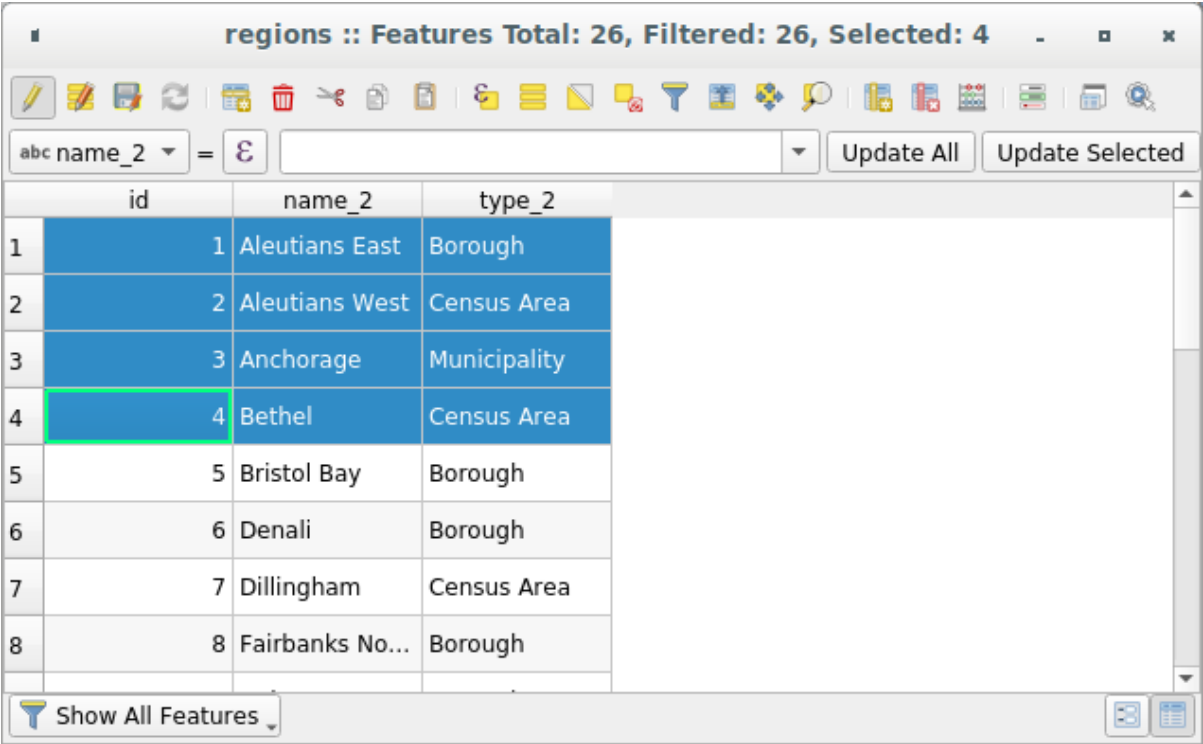 regions :: Features Total: 26, Filtered: 26, Selected: 4
abc name_2 = ε Update All Update Selected
id name_2 type_2
1 1 Aleutians East Borough
2 2 Aleutians West Census Area
3 3 Anchorage Municipality
4 4 Bethel Census Area
5 5 Bristol Bay Borough
6 6 Denali Borough
7 7 Dillingham Census Area
8 8 Fairbanks No... Borough
Show All Features